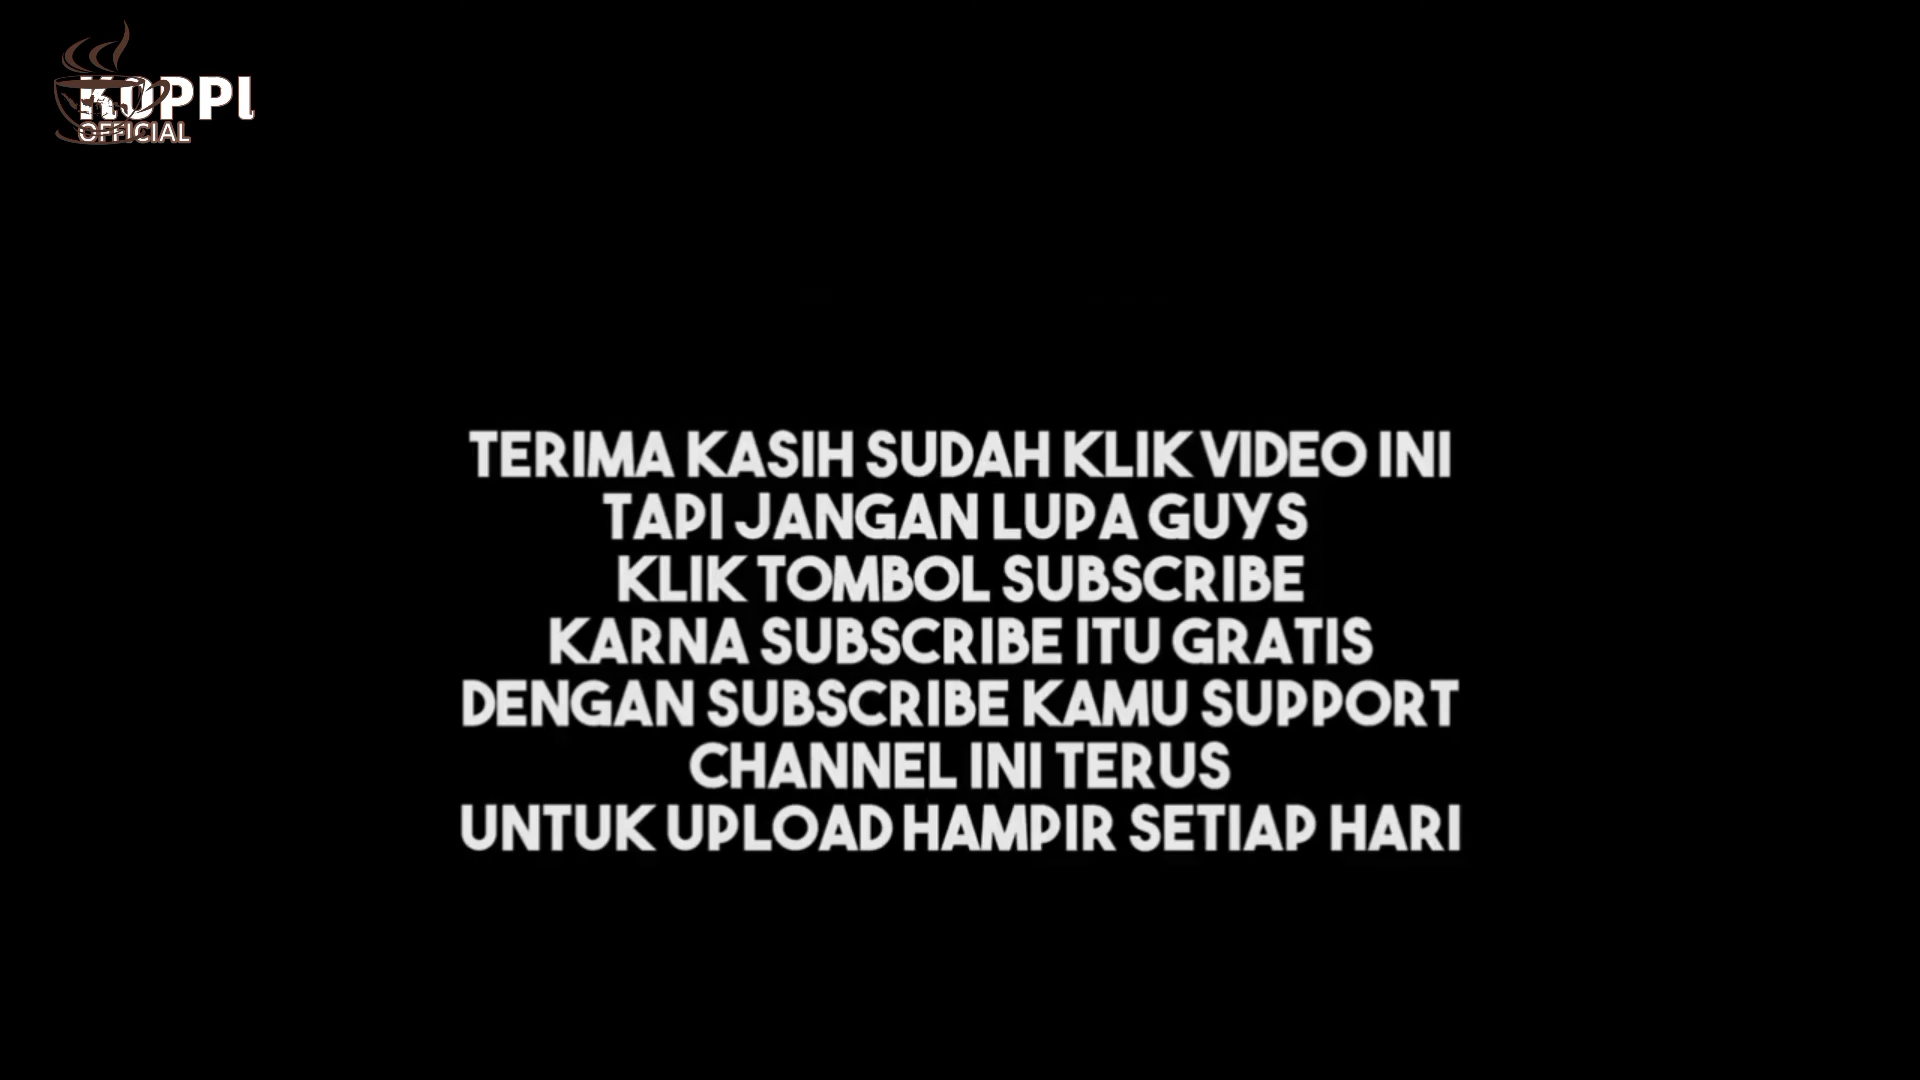 KOPPI
OFFICIAL
TERIMA KASIH SUDAH KLIK VIDEO INI
TAPI JANGAN LUPA GUYS
KLIK TOMBOL SUBSCRIBE
KARNA SUBSCRIBE ITU GRATIS
DENGAN SUBSCRIBE KAMU SUPPORT
CHANNEL INI TERUS
UNTUK UPLOAD HAMPIR SETIAP HARI